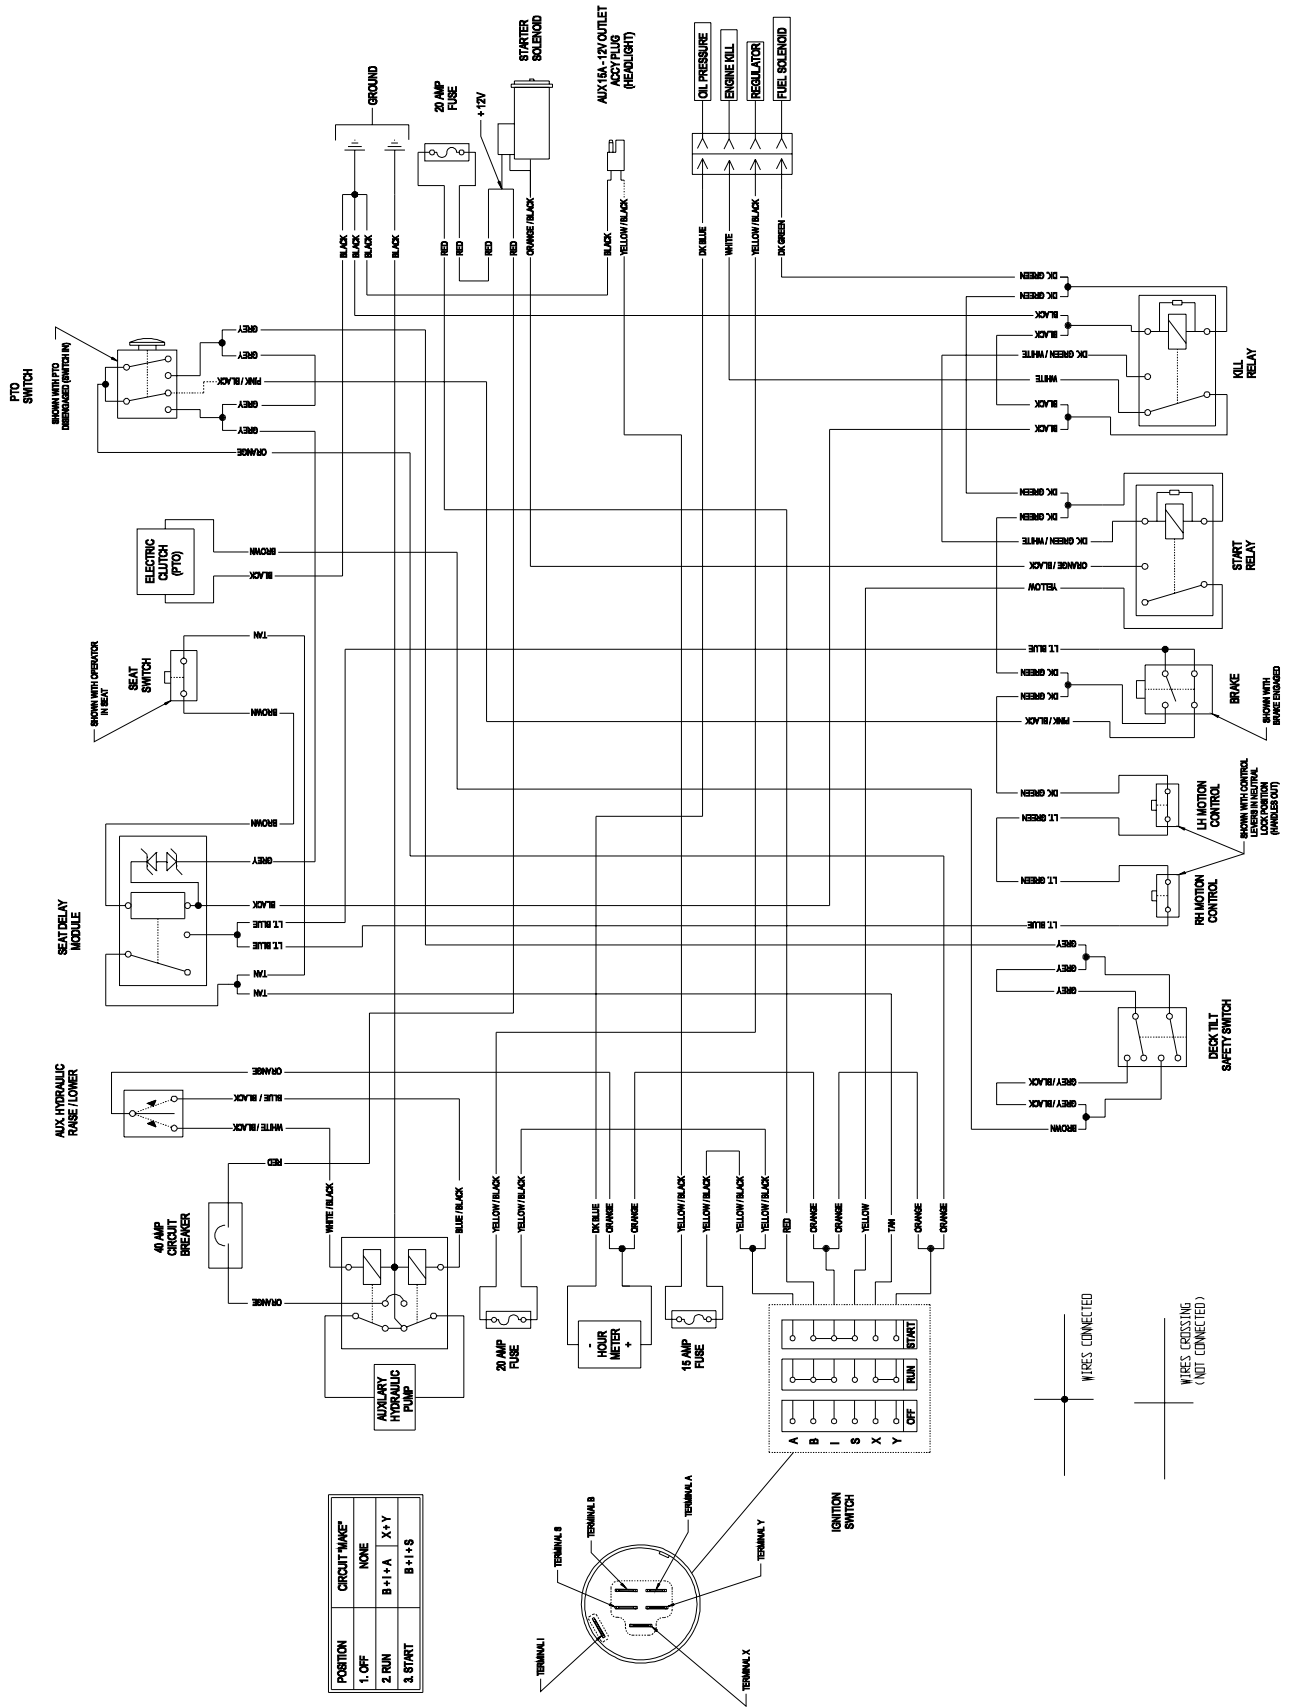 GROUND
20 AMP
FUSE
+ 12V
STARTER
SOLENOID
AUX 15A - 12V OUTLET
ACCY PLUG
(HEADLIGHT)
OIL PRESSURE
ENGINE KILL
REGULATOR
FUEL SOLENOID
BLACK
BLACK
BLACK
BLACK
RED
RED
RED
RED
ORANGE / BLACK
BLACK
YELLOW / BLACK
DK BLUE
WHITE
YELLOW / BLACK
DK GREEN
PTO
SWITCH
SHOWN WITH PTO
DISENGAGED (SWITCH IN)
GREY
GREY
PINK / BLACK
GREY
GREY
ORANGE
ELECTRIC
CLUTCH
(PTO)
BROWN
BLACK
SEAT
SWITCH
SHOWN WITH OPERATOR
IN SEAT
TAN
BROWN
SEAT DELAY
MODULE
BROWN
GREY
BLACK
LT. BLUE
LT. BLUE
TAN
TAN
AUX. HYDRAULIC
RAISE / LOWER
ORANGE
BLUE / BLACK
WHITE / BLACK
40 AMP
CIRCUIT
BREAKER
RED
ORANGE
DK. GREEN
DK. GREEN
BLACK
BLACK
DK. GREEN / WHITE
WHITE
BLACK
BLACK
KILL
RELAY
DK. GREEN
DK. GREEN
DK. GREEN / WHITE
ORANGE / BLACK
YELLOW
START
RELAY
LT. BLUE
DK. GREEN
DK. GREEN
PINK / BLACK
BRAKE
SHOWN WITH
BRAKE ENGAGED
DK. GREEN
LT. GREEN
LH MOTION
CONTROL
SHOWN WITH CONTROL
LEVERS IN NEUTRAL
LOCK POSITION
(HANDLES OUT)
LT. GREEN
LT. BLUE
RH MOTION
CONTROL
GREY
GREY
GREY
DECK TILT
SAFETY SWITCH
GREY / BLACK
GREY / BLACK
BROWN
WHITE / BLACK
BLUE / BLACK
YELLOW / BLACK
YELLOW / BLACK
DK BLUE
ORANGE
ORANGE
YELLOW / BLACK
YELLOW / BLACK
YELLOW / BLACK
YELLOW / BLACK
RED
ORANGE
ORANGE
YELLOW
TAN
ORANGE
ORANGE
AUXILARY
HYDRAULIC
PUMP
20 AMP
FUSE
-
HOUR
METER
+
15 AMP
FUSE
START
RUN
OFF
A
B
I
S
X
Y
IGNITION
SWITCH
WIRES CONNECTED
WIRES CROSSING
(NOT CONNECTED)
POSITION CIRCUIT "MAKE"
1. OFF NONE
2. RUN B + I + A X + Y
3. START B + I + S
TERMINAL I
TERMINAL S
TERMINAL B
TERMINAL A
TERMINAL Y
TERMINAL X